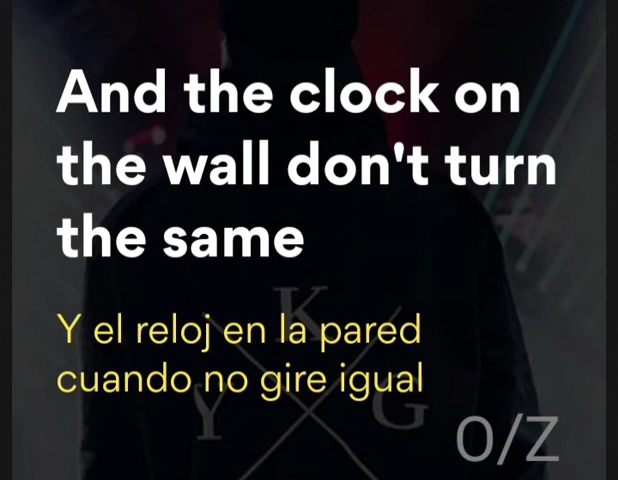 And the clock on
the wall don't turn
the same
Y el reloj en la pared
cuando no gire igual
K
Y G
O/Z